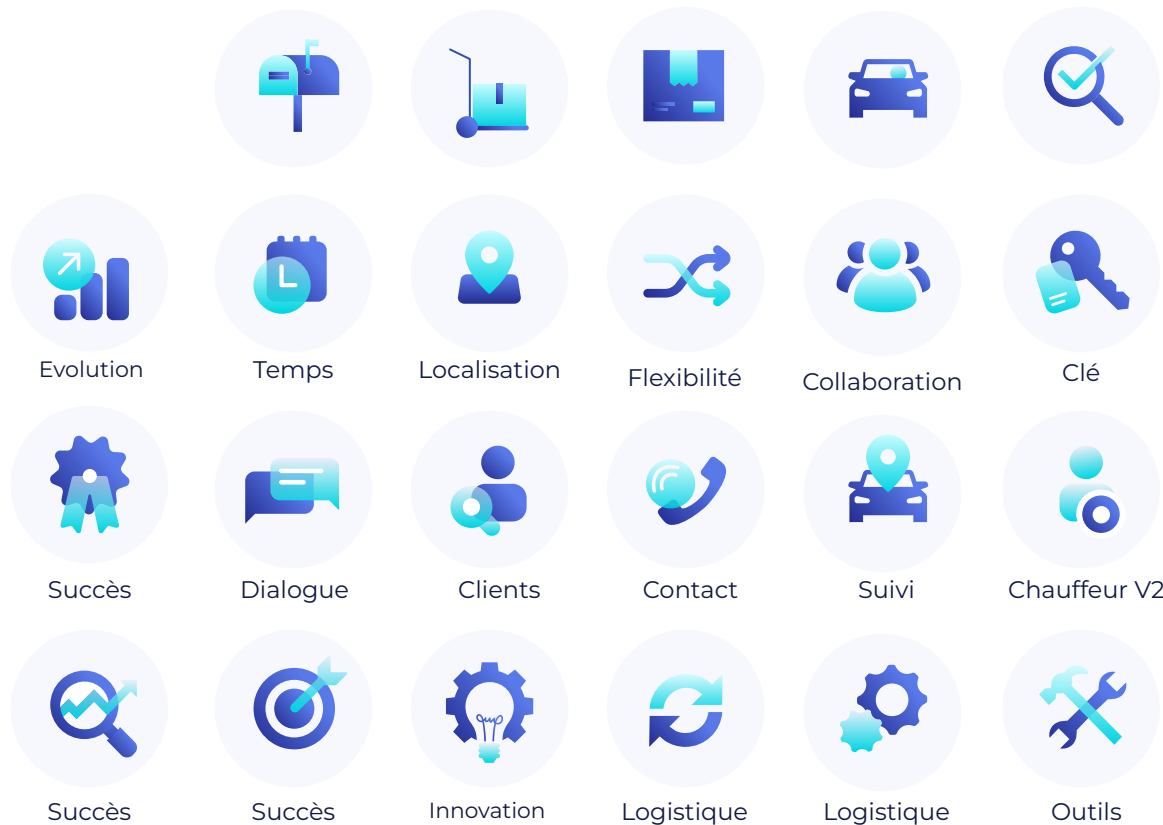 Evolution
Temps
Localisation
Flexibilité
Collaboration
Clé
Succès
Dialogue
Clients
Contact
Suivi
Chauffeur V2
Succès
Succès
Innovation
Logistique
Logistique
Outils